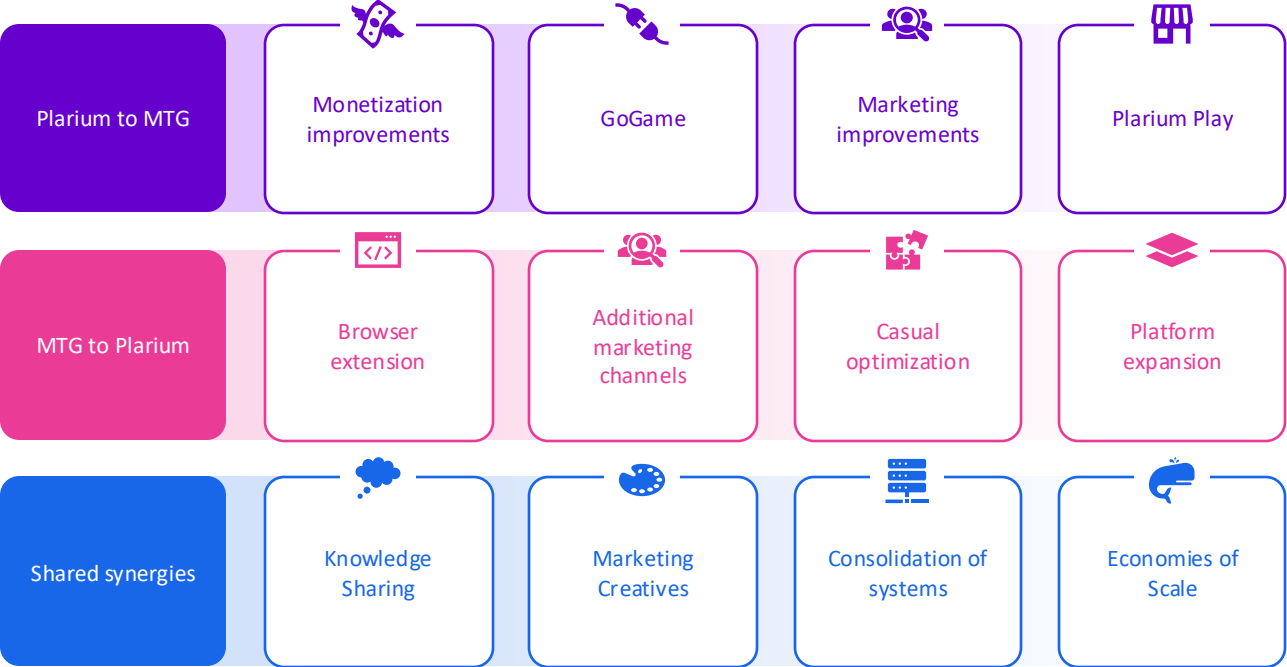 Plarium to MTG
Monetization
improvements
GoGame
Marketing
improvements
Plarium Play
MTG to Plarium
Browser
extension
Additional
marketing
channels
Casual
optimization
Platform
expansion
Shared synergies
Knowledge
Sharing
Marketing
Creatives
Consolidation of
systems
Economies of
Scale